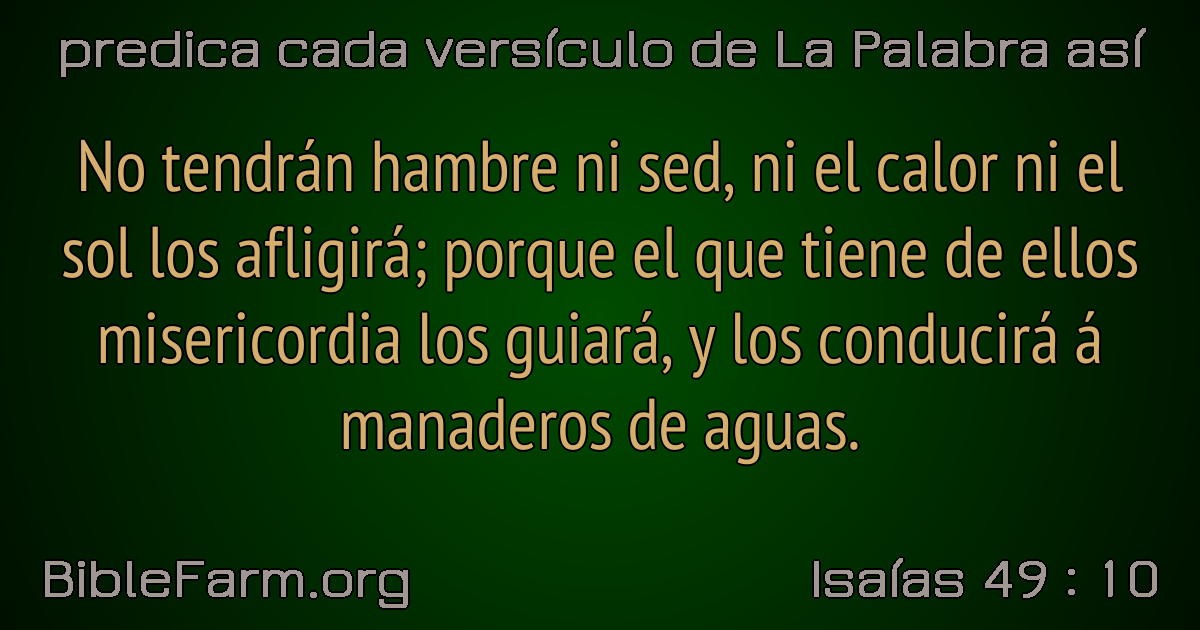 predica cada versículo de La Palabra así
No tendrán hambre ni sed, ni el calor ni el
sol los afligirá; porque el que tiene de ellos
misericordia los guiará, y los conducirá á
manaderos de aguas.
BibleFarm.org
Isaías 49 : 10